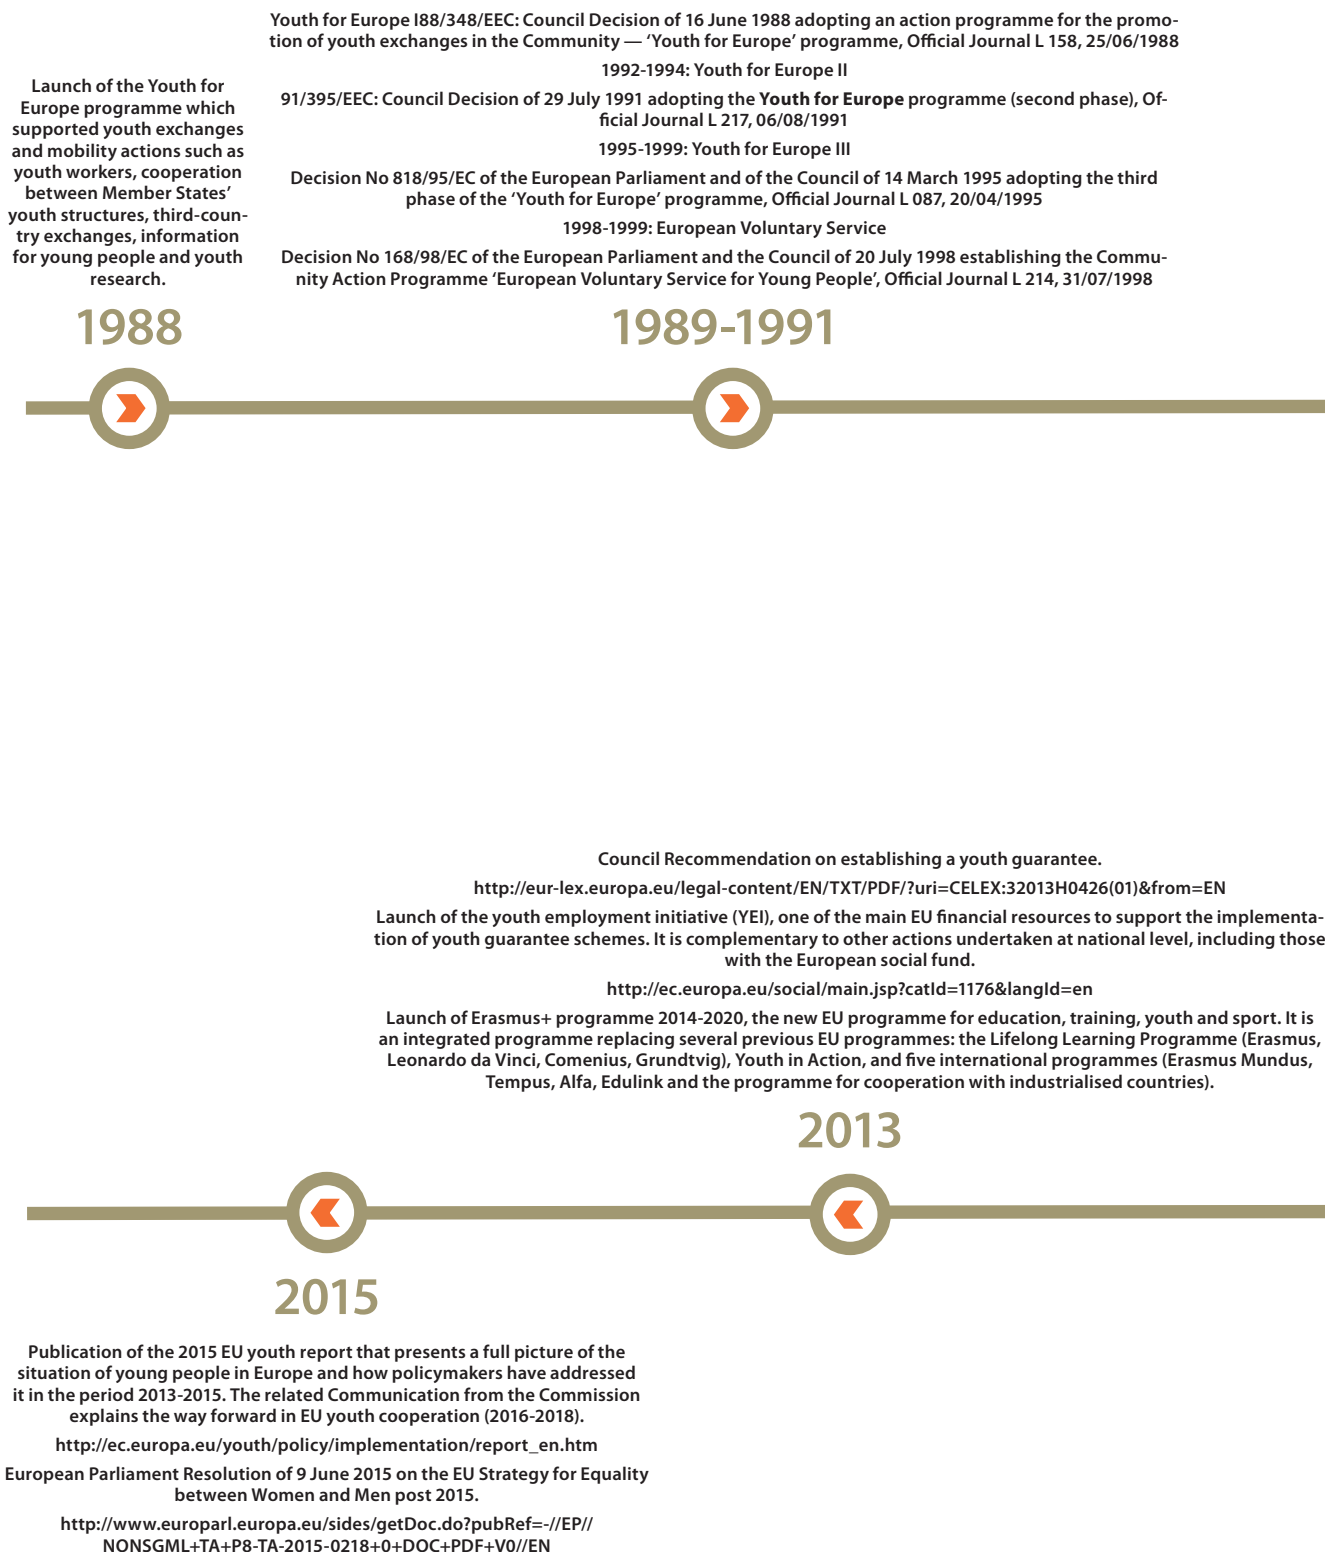 Launch of the Youth for
Europe programme which
supported youth exchanges
and mobility actions such as
youth workers, cooperation
between Member States’
youth structures, third-coun-
try exchanges, information
for young people and youth
research.
1988
Youth for Europe I88/348/EEC: Council Decision of 16 June 1988 adopting an action programme for the promo-
tion of youth exchanges in the Community — ‘Youth for Europe’ programme, Official Journal L 158, 25/06/1988
1992-1994: Youth for Europe II
91/395/EEC: Council Decision of 29 July 1991 adopting the Youth for Europe programme (second phase), Of-
ficial Journal L 217, 06/08/1991
1995-1999: Youth for Europe III
Decision No 818/95/EC of the European Parliament and of the Council of 14 March 1995 adopting the third
phase of the ‘Youth for Europe’ programme, Official Journal L 087, 20/04/1995
1998-1999: European Voluntary Service
Decision No 168/98/EC of the European Parliament and the Council of 20 July 1998 establishing the Commu-
nity Action Programme ‘European Voluntary Service for Young People’, Official Journal L 214, 31/07/1998
1989-1991
Council Recommendation on establishing a youth guarantee.
http://eur-lex.europa.eu/legal-content/EN/TXT/PDF/?uri=CELEX:32013H0426(01)&from=EN
Launch of the youth employment initiative (YEI), one of the main EU financial resources to support the implementa-
tion of youth guarantee schemes. It is complementary to other actions undertaken at national level, including those
with the European social fund.
http://ec.europa.eu/social/main.jsp?catId=1176&langId=en
Launch of Erasmus+ programme 2014-2020, the new EU programme for education, training, youth and sport. It is
an integrated programme replacing several previous EU programmes: the Lifelong Learning Programme (Erasmus,
Leonardo da Vinci, Comenius, Grundtvig), Youth in Action, and five international programmes (Erasmus Mundus,
Tempus, Alfa, Edulink and the programme for cooperation with industrialised countries).
2013
2015
Publication of the 2015 EU youth report that presents a full picture of the
situation of young people in Europe and how policymakers have addressed
it in the period 2013-2015. The related Communication from the Commission
explains the way forward in EU youth cooperation (2016-2018).
http://ec.europa.eu/youth/policy/implementation/report_en.htm
European Parliament Resolution of 9 June 2015 on the EU Strategy for Equality
between Women and Men post 2015.
http://www.europarl.europa.eu/sides/getDoc.do?pubRef=-//EP//
NONSGML+TA+P8-TA-2015-0218+0+DOC+PDF+V0//EN